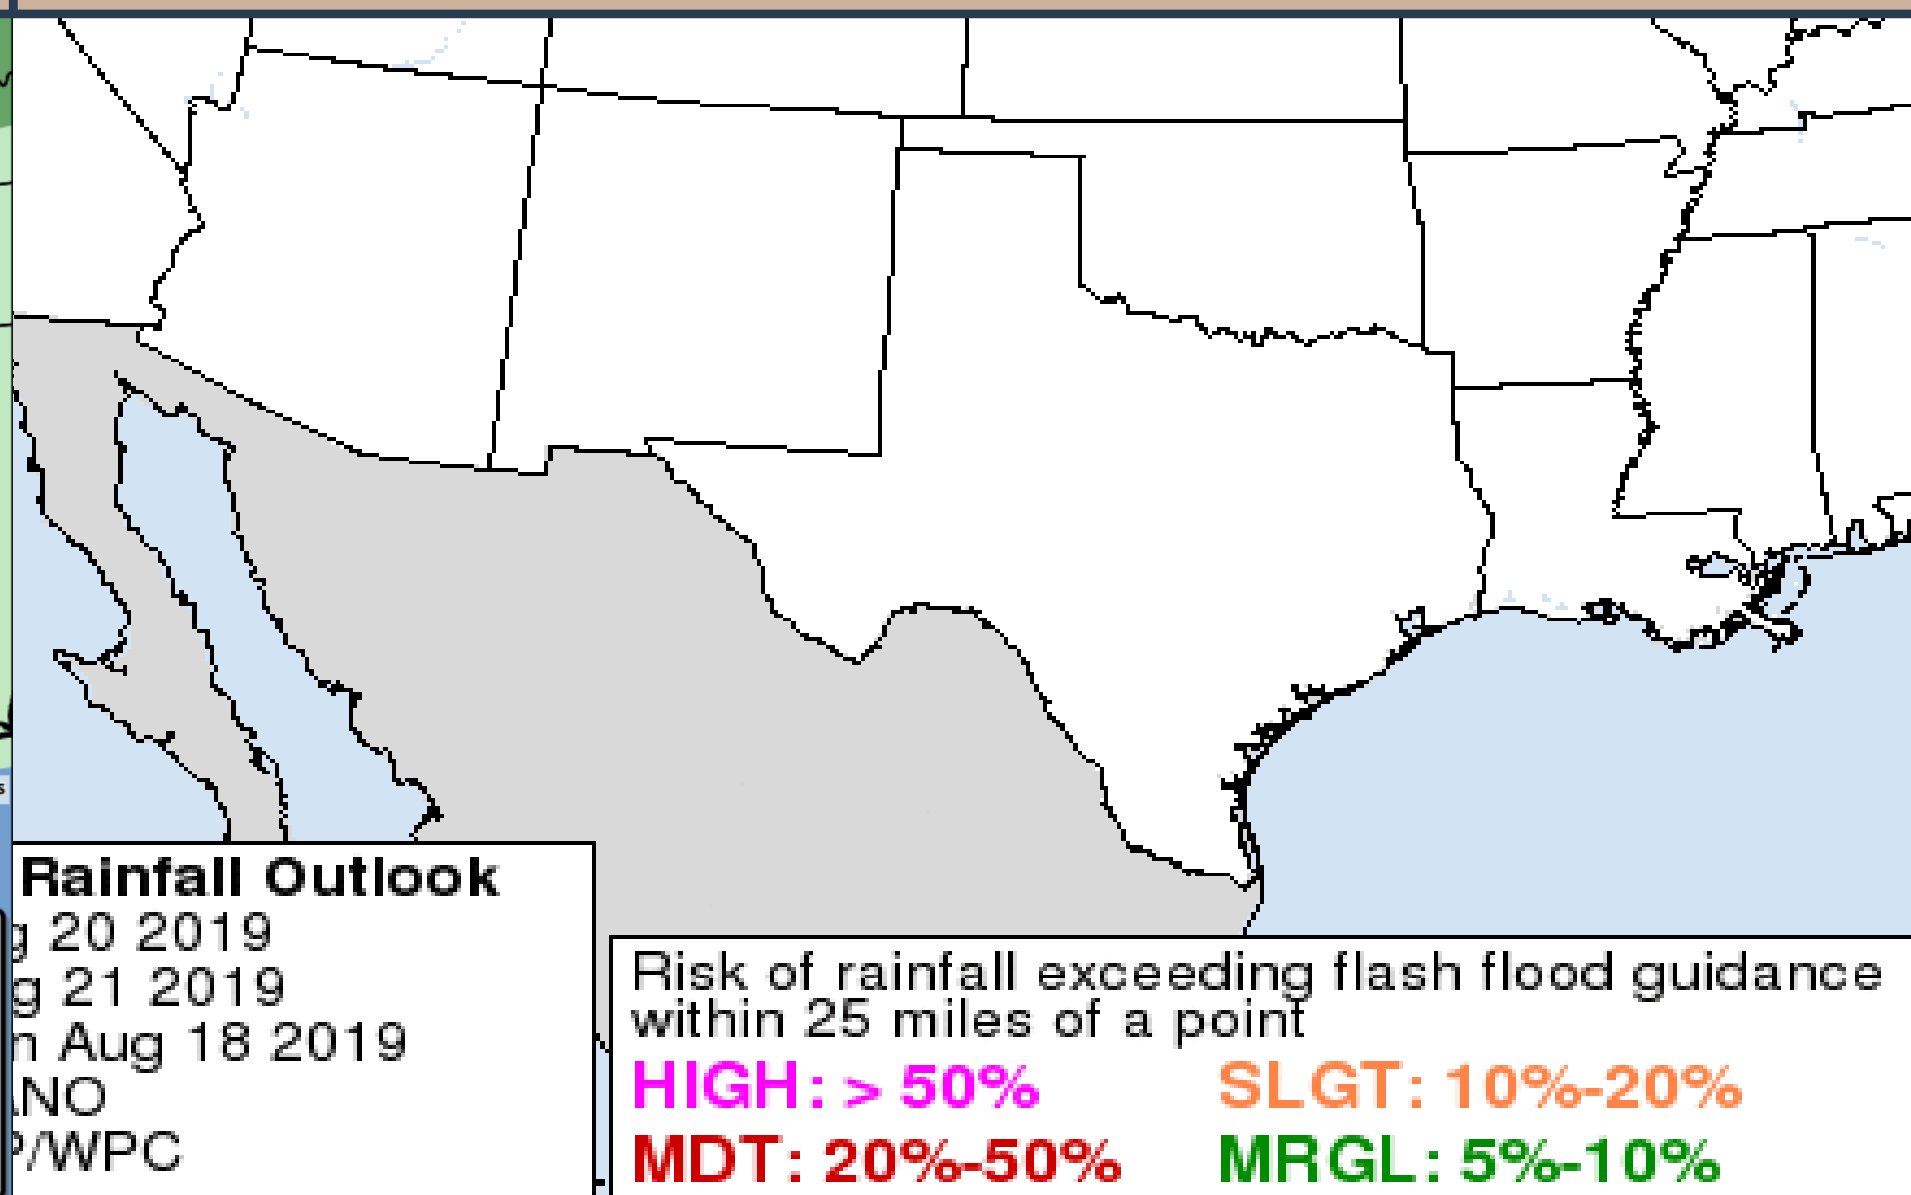 Rainfall Outlook
g 20 2019
g 21 2019
n Aug 18 2019
NO
P/WPC
Risk of rainfall exceeding flash flood guidance
within 25 miles of a point
HIGH: > 50%
SLGT: 10%-20%
MDT: 20%-50%
MRGL: 5%-10%